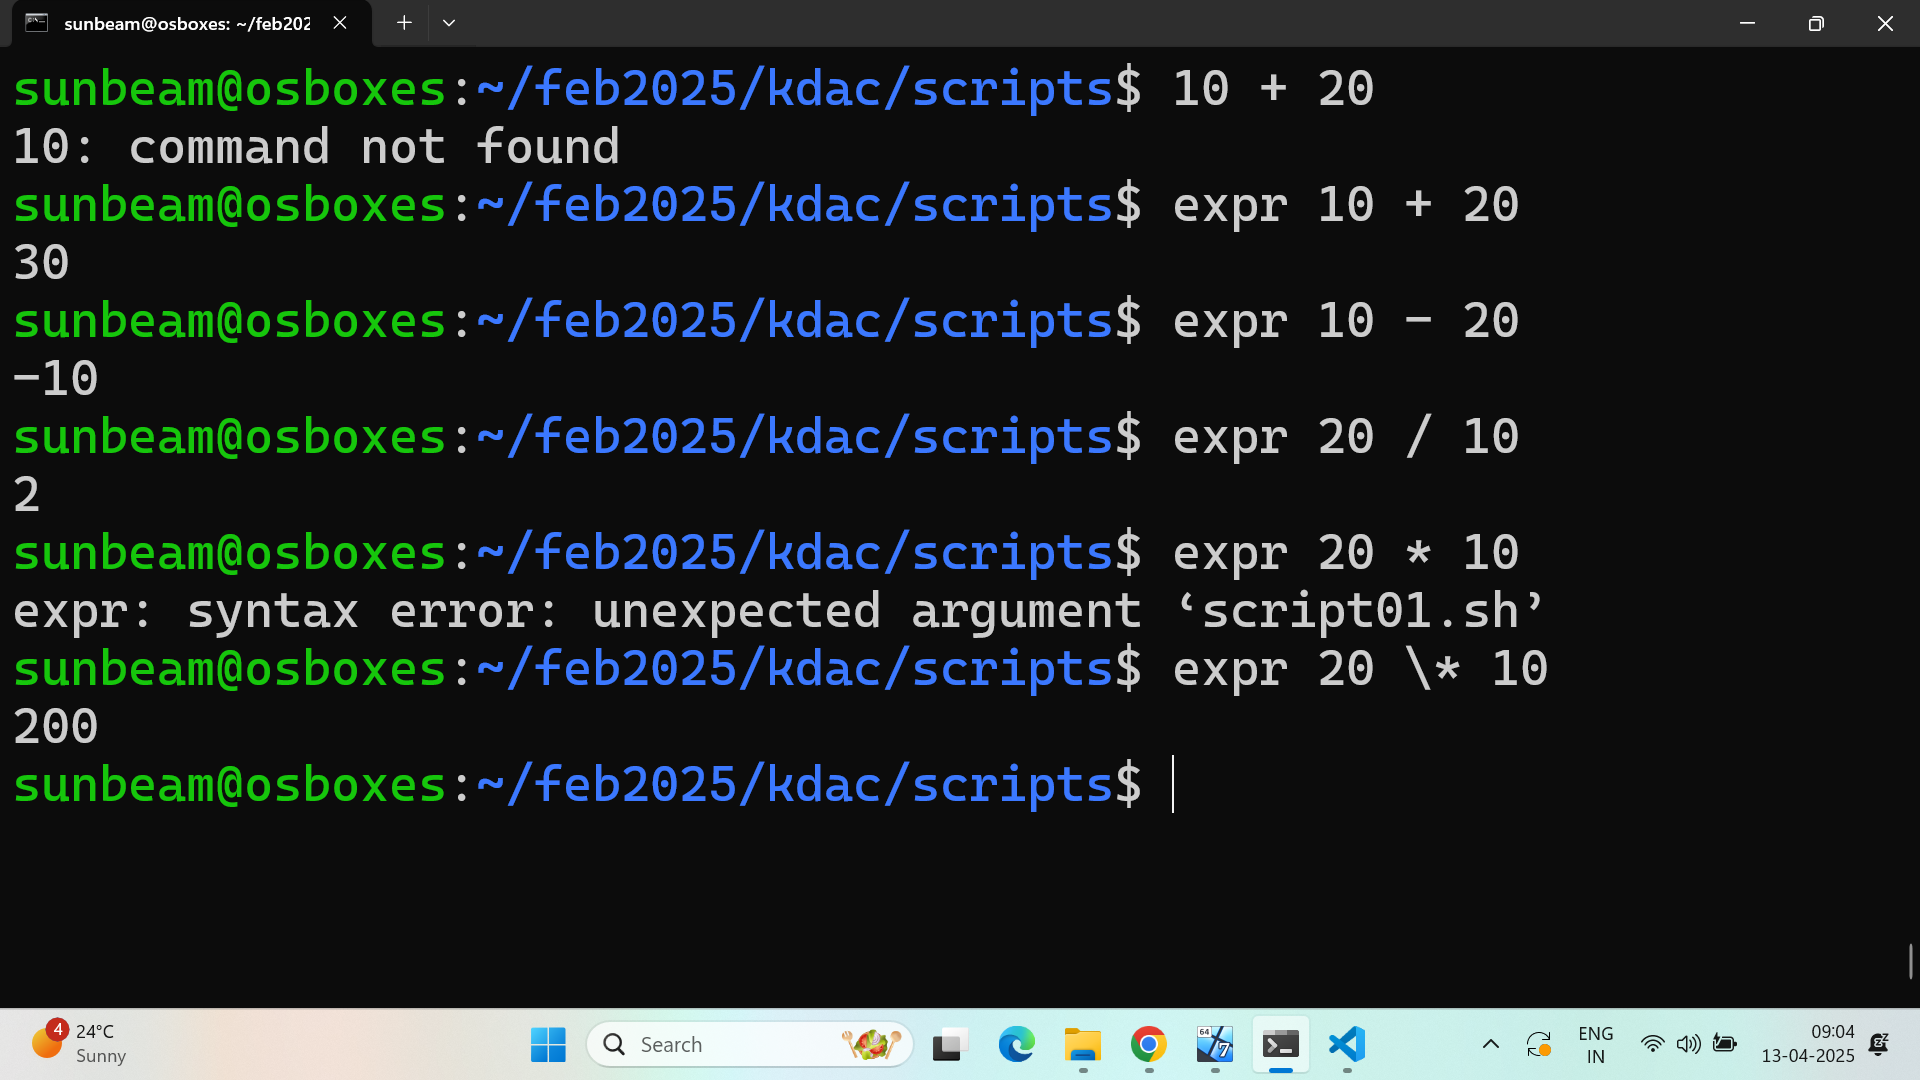 sunbeam@osboxes: ~/feb202
sunbeam@osboxes:~/feb2025/kdac/scripts$ 10 + 20
10: command not found
sunbeam@osboxes:~/feb2025/kdac/scripts$ expr 10 + 20
30
sunbeam@osboxes:~/feb2025/kdac/scripts$ expr 10 - 20
-10
sunbeam@osboxes:~/feb2025/kdac/scripts$ expr 20 / 10
2
sunbeam@osboxes:~/feb2025/kdac/scripts$ expr 20 * 10
expr: syntax error: unexpected argument ‘script01.sh’
sunbeam@osboxes:~/feb2025/kdac/scripts$ expr 20 \* 10
200
sunbeam@osboxes:~/feb2025/kdac/scripts$
4
24°C
Sunny
Search
64
7
ENG
IN
09:04
13-04-2025